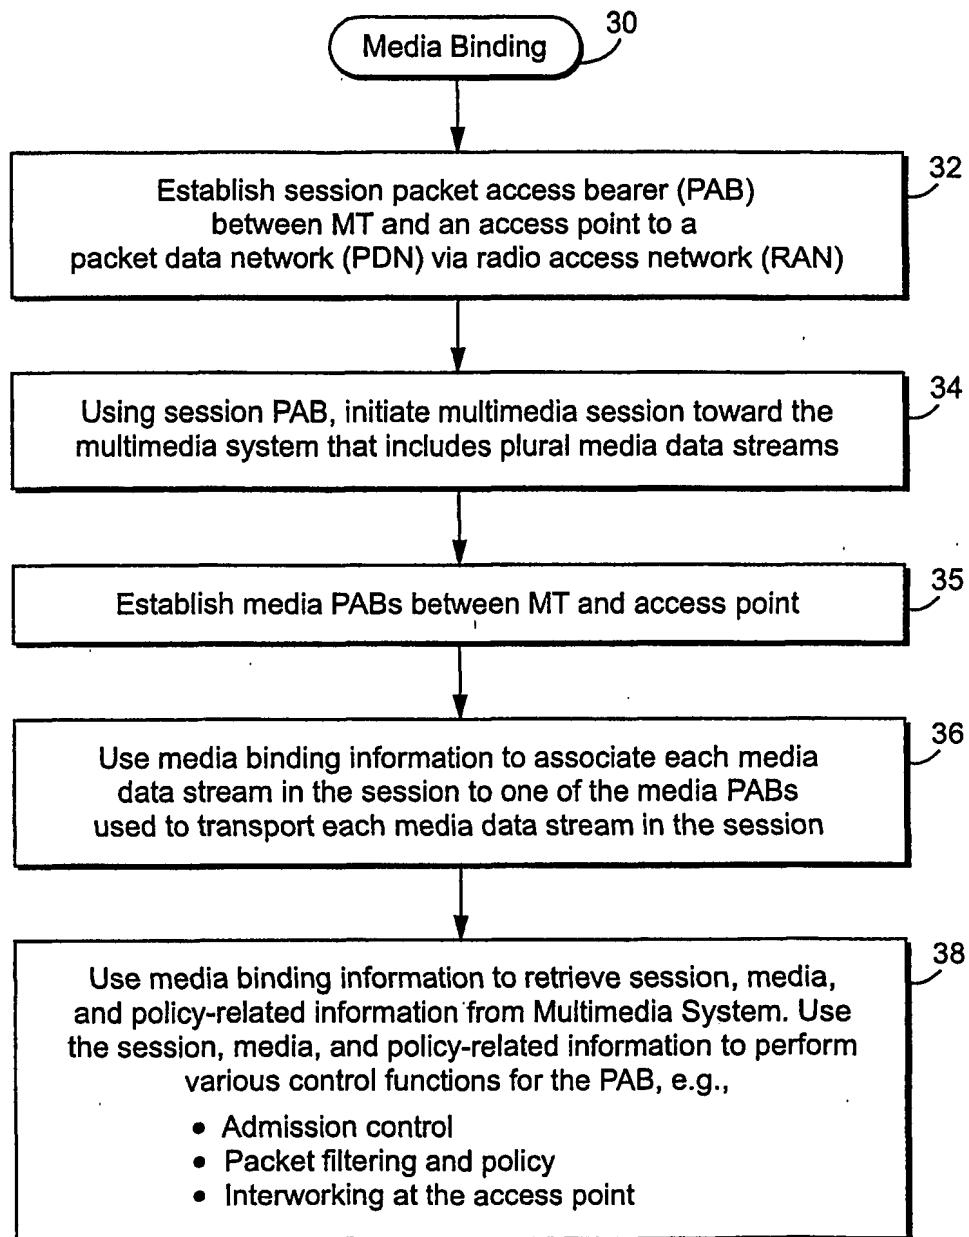 Media Binding
30
Establish session packet access bearer (PAB)
between MT and an access point to a
packet data network (PDN) via radio access network (RAN)
32
Using session PAB, initiate multimedia session toward the
multimedia system that includes plural media data streams
34
Establish media PABs between MT and access point
35
Use media binding information to associate each media
data stream in the session to one of the media PABs
used to transport each media data stream in the session
36
Use media binding information to retrieve session, media,
and policy-related information from Multimedia System. Use
the session, media, and policy-related information to perform
various control functions for the PAB, e.g.,
• Admission control
• Packet filtering and policy
• Interworking at the access point
38